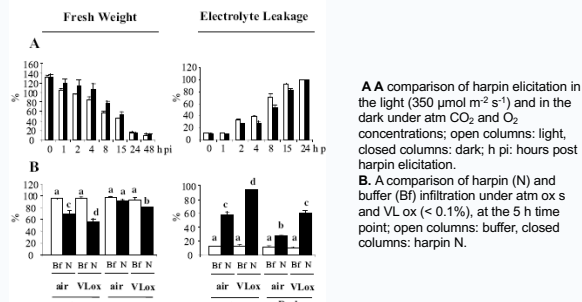 Fresh Weight Electrolyte Leakage
A
160
140
120
100
80
60
40
20
0
%
0 1 2 4 8 15 24 48 h pi
120
100
80
60
40
20
0
%
0 1 2 4 8 15 24 h pi
B
120
100
80
60
40
20
0
%
a c a d a a a b
Bf N Bf N Bf N Bf N
air VLox air VLox
100
80
60
40
20
0
%
a c a d a b a c
Bf N Bf N Bf N Bf N
air VLox air VLox
A A comparison of harpin elicitation in
the light (350 µmol m-2 s-1) and in the
dark under atm CO2 and O2
concentrations; open columns: light,
closed columns: dark; h pi: hours post
harpin elicitation.
B. A comparison of harpin (N) and
buffer (Bf) infiltration under atm ox s
and VL ox (< 0.1%), at the 5 h time
point; open columns: buffer, closed
columns: harpin N.